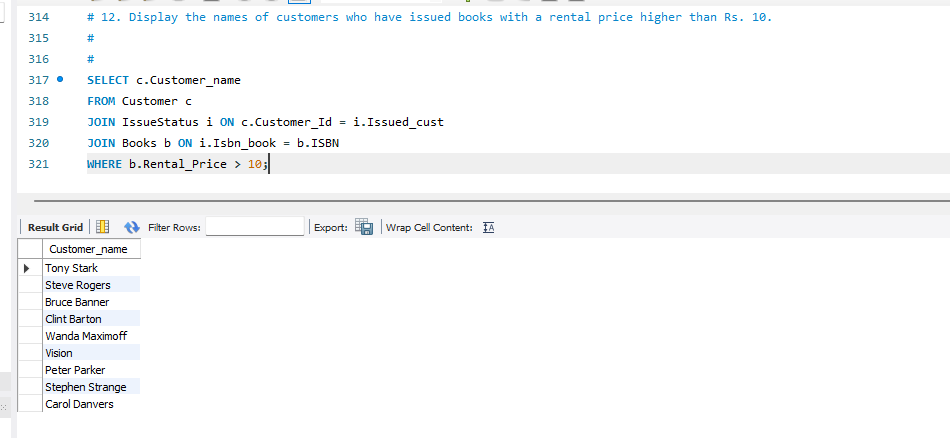 314 # 12. Display the names of customers who have issued books with a rental price higher than Rs. 10.
315 #
316 #
317 SELECT c.Customer_name
318 FROM Customer c
319 JOIN IssueStatus i ON c.Customer_Id = i.Issued_cust
320 JOIN Books b ON i.Isbn_book = b.ISBN
321 WHERE b.Rental_Price > 10;
Result Grid Filter Rows: Export: Wrap Cell Content: IA
Customer_name
Tony Stark
Steve Rogers
Bruce Banner
Clint Barton
Wanda Maximoff
Vision
Peter Parker
Stephen Strange
Carol Danvers